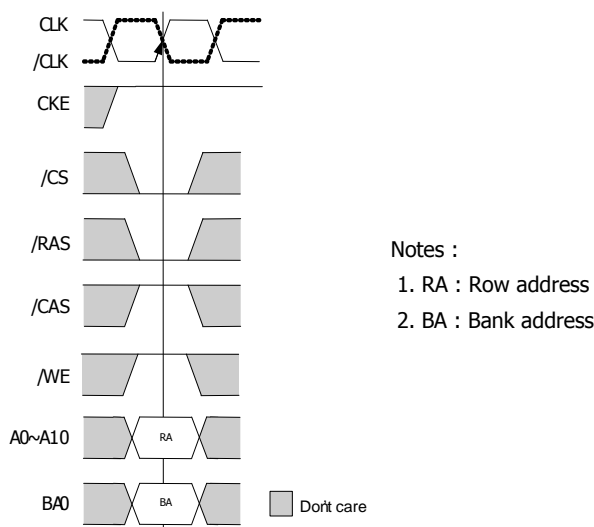 CLK
/CLK
CKE
/CS
/RAS
Notes :
1. RA : Row address
/CAS
2. BA : Bank address
/WE
A0~A10
RA
BA0
BA
Don't care